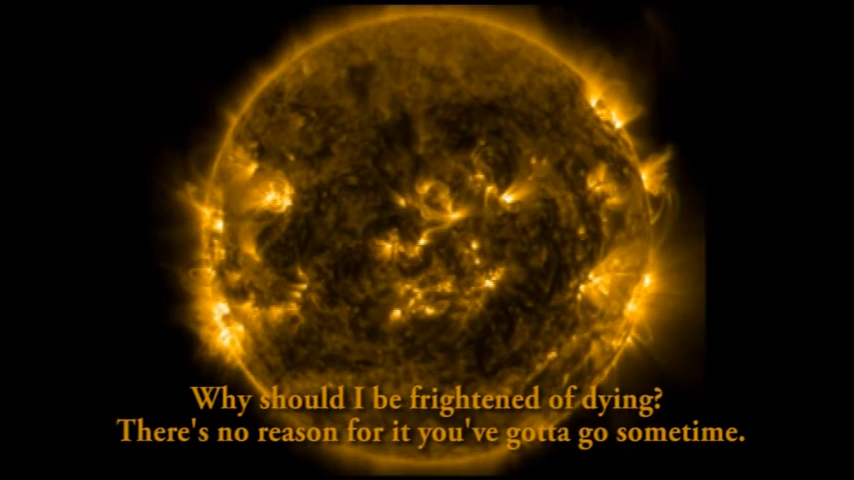 Why should I be frightened of dying?
There's no reason for it you've gotta go sometime.